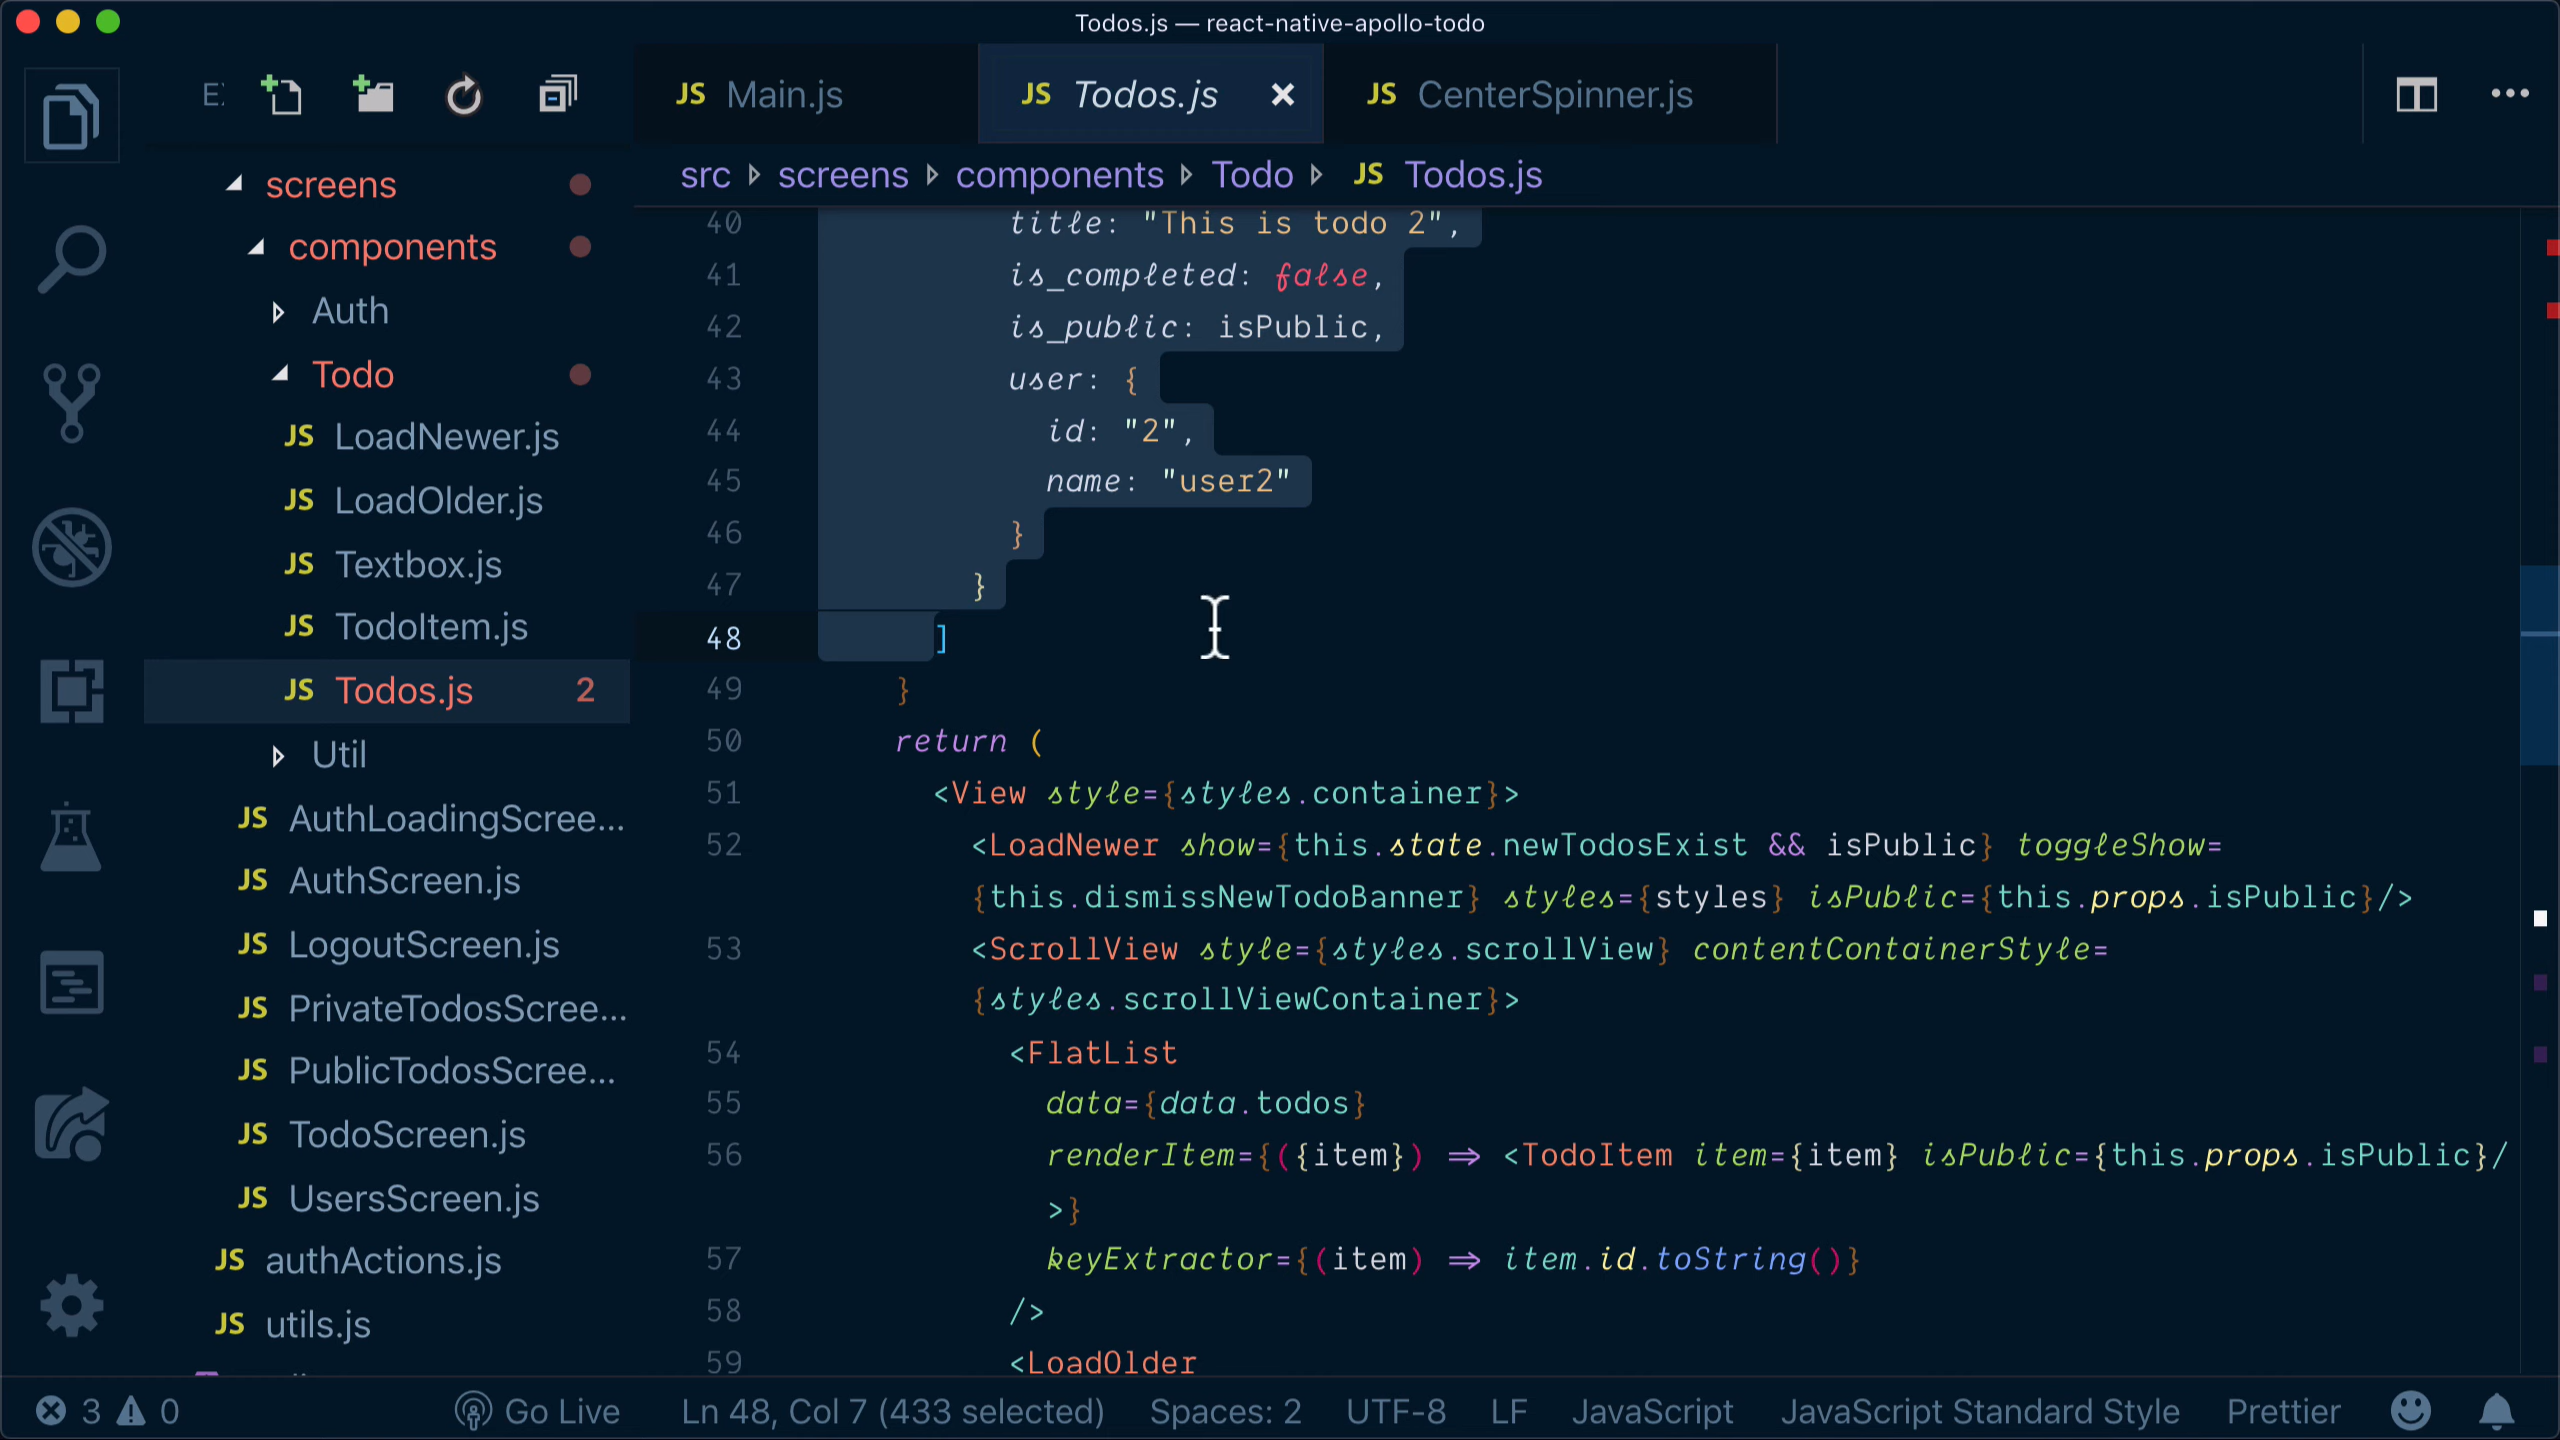 Todos.js — react-native-apollo-todo
JS Main.js
JS Todos.js
JS CenterSpinner.js
src screens components Todo JS Todos.js
screens
components
Auth
Todo
JS LoadNewer.js
JS LoadOlder.js
JS Textbox.js
JS TodoItem.js
JS Todos.js 2
Util
JS AuthLoadingScree...
JS AuthScreen.js
JS LogoutScreen.js
JS PrivateTodosScree...
JS PublicTodosScree...
JS TodoScreen.js
JS UsersScreen.js
JS authActions.js
JS utils.js
40 title: "This is todo 2",
41 is_completed: false,
42 is_public: isPublic,
43 user: {
44 id: "2",
45 name: "user2"
46 }
47 }
48 ]
49 }
50 return (
51 <View style={styles.container}>
52 <LoadNewer show={this.state.newTodosExist && isPublic} toggleShow=
{this.dismissNewTodoBanner} styles={styles} isPublic={this.props.isPublic}/>
53 <ScrollView style={styles.scrollView} contentContainerStyle=
{styles.scrollViewContainer}>
54 <FlatList
55 data={data.todos}
56 renderItem={({item}) => <TodoItem item={item} isPublic={this.props.isPublic}/
>}
57 keyExtractor={(item) => item.id.toString()}
58 />
59 <LoadOlder
3 0 Go Live Ln 48, Col 7 (433 selected) Spaces: 2 UTF-8 LF JavaScript JavaScript Standard Style Prettier